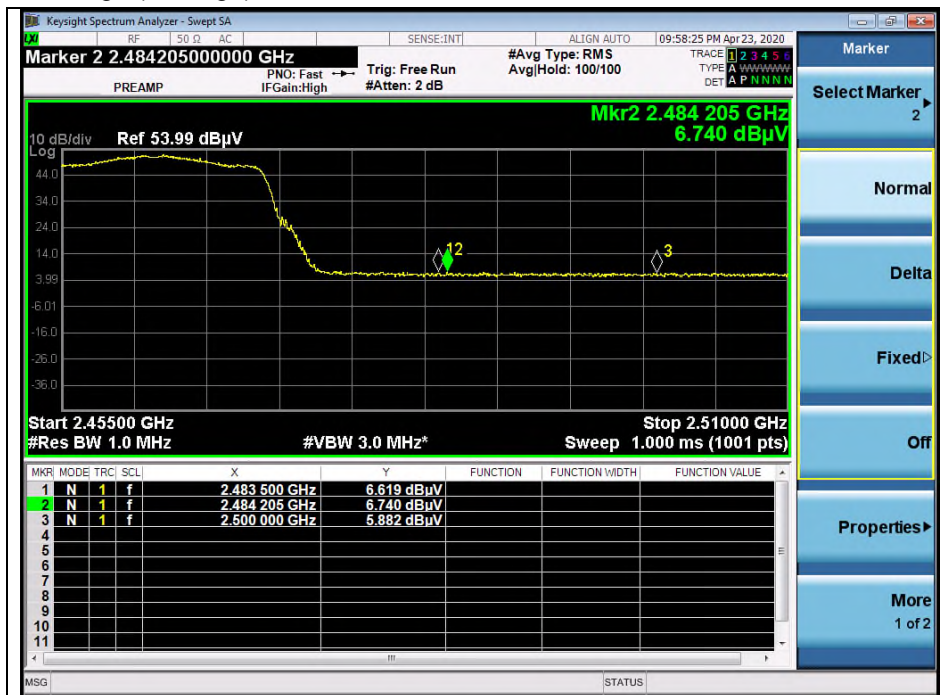 Keysight Spectrum Analyzer - Swept SA
LXI RF 50 Ω AC SENSE:INT ALIGN AUTO 09:58:25 PM Apr 23, 2020
Marker 2 2.484205000000 GHz
PREAMP
PNO: Fast
IFGain:High
Trig: Free Run
#Atten: 2 dB
#Avg Type: RMS
Avg|Hold: 100/100
TRACE 1 2 3 4 5 6
TYPE A WWWWW
DET A P N N N N
Mkr2 2.484 205 GHz
6.740 dBµV
10 dB/div Ref 53.99 dBµV
Log
44.0
34.0
24.0
14.0
3.99
-6.01
-16.0
-26.0
-36.0
12
3
Start 2.45500 GHz Stop 2.51000 GHz
#Res BW 1.0 MHz #VBW 3.0 MHz* Sweep 1.000 ms (1001 pts)
MKR MODE TRC SCL X Y FUNCTION FUNCTION WIDTH FUNCTION VALUE
1 N 1 f 2.483 500 GHz 6.619 dBµV
2 N 1 f 2.484 205 GHz 6.740 dBµV
3 N 1 f 2.500 000 GHz 5.882 dBµV
4
5
6
7
8
9
10
11
MSG STATUS
Marker
Select Marker
2
Normal
Delta
Fixed
Off
Properties
More
1 of 2